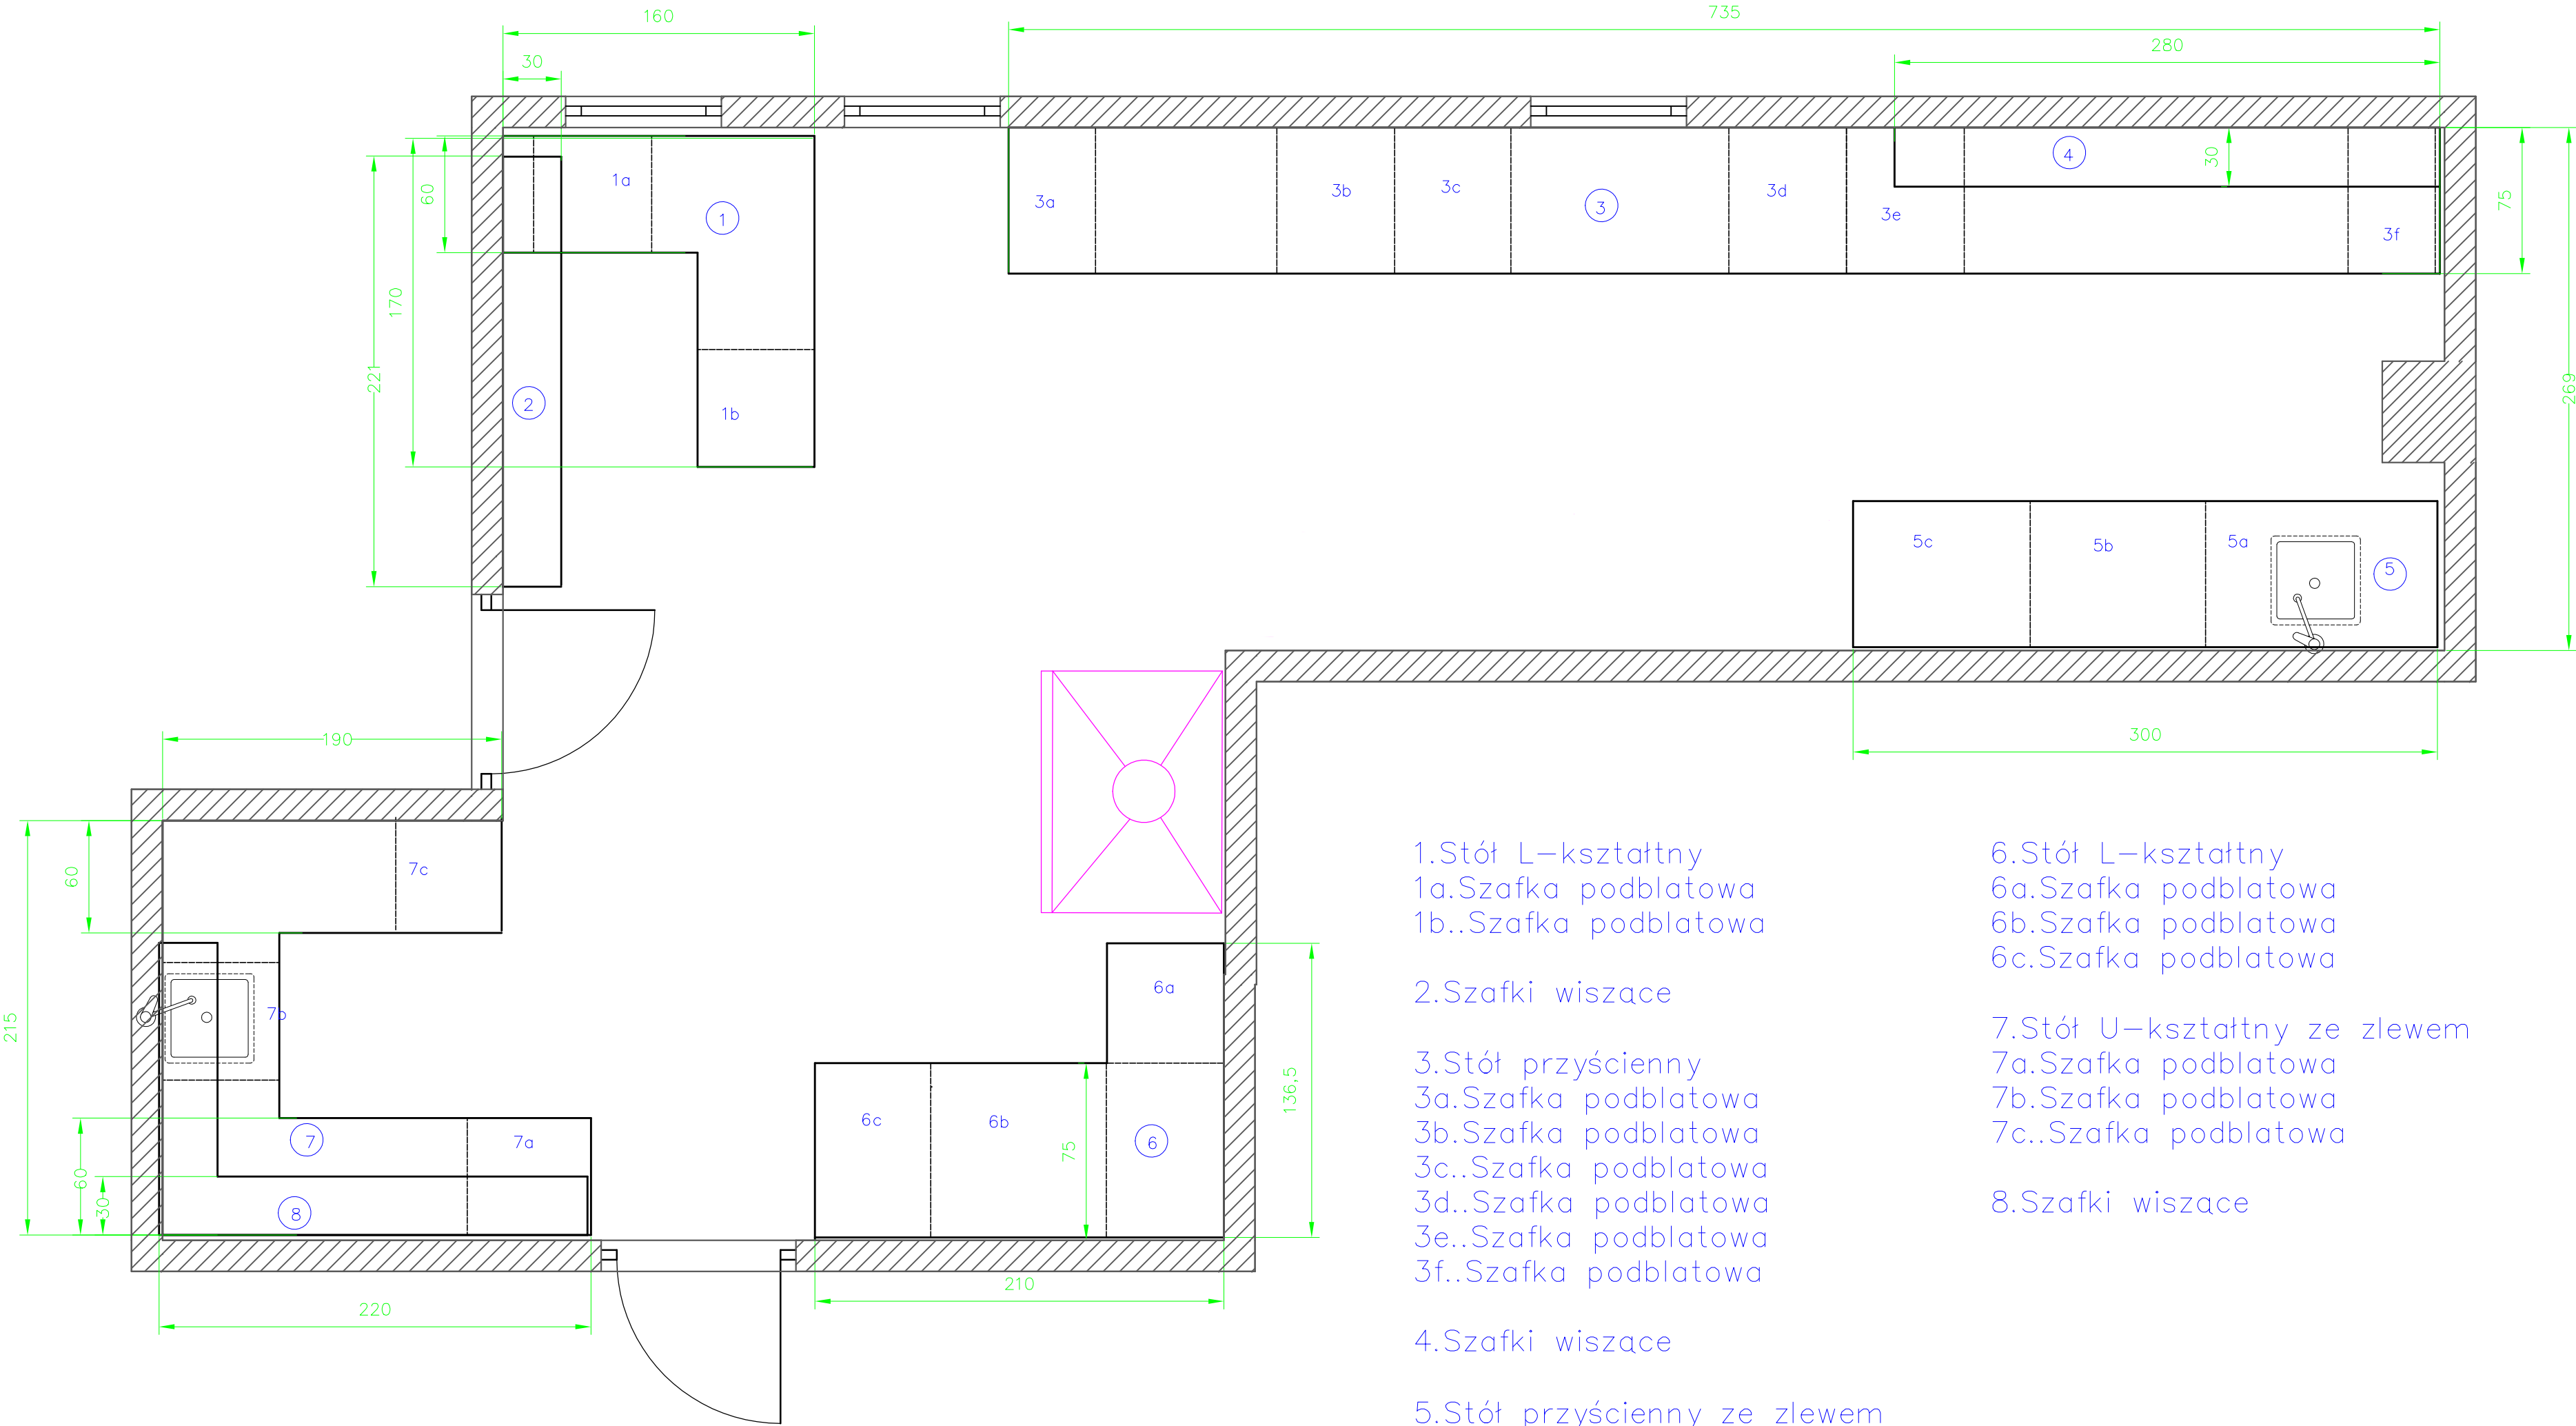 160
735
30
280
1a
1
60
170
221
2
1b
3a
3b
3c
3
3d
3e
4
30
3f
75
269
5c
5b
5a
5
300
190
60
7c
215
7b
7
7a
60
30
8
220
6a
6c
6b
75
6
136,5
210
1.Stół L-kształtny
1a.Szafka podblatowa
1b..Szafka podblatowa
2.Szafki wiszące
3.Stół przyścienny
3a.Szafka podblatowa
3b.Szafka podblatowa
3c..Szafka podblatowa
3d..Szafka podblatowa
3e..Szafka podblatowa
3f..Szafka podblatowa
4.Szafki wiszące
5.Stół przyścienny ze zlewem
6.Stół L-kształtny
6a.Szafka podblatowa
6b.Szafka podblatowa
6c.Szafka podblatowa
7.Stół U-kształtny ze zlewem
7a.Szafka podblatowa
7b.Szafka podblatowa
7c..Szafka podblatowa
8.Szafki wiszące